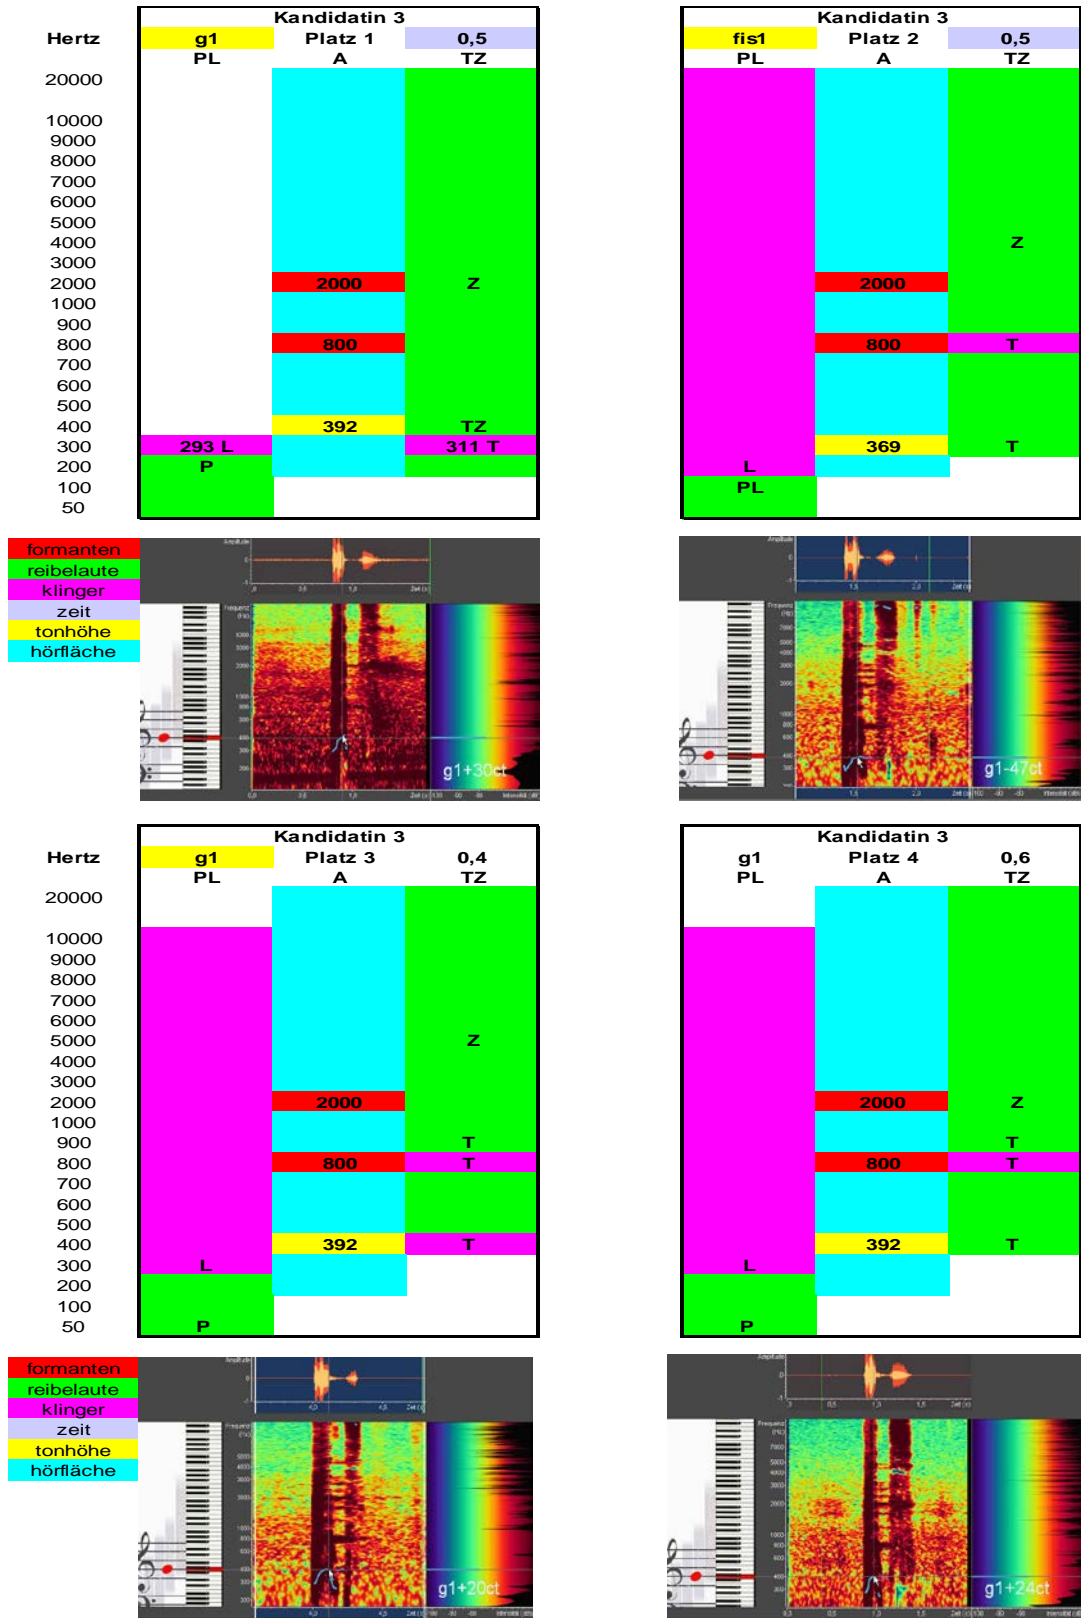 Kandidatin 3
Hertz g1 Platz 1 0,5
PL A TZ
20000
10000
9000
8000
7000
6000
5000
4000
3000
2000 2000 Z
1000
900
800 800
700
600
500
400 392 TZ
300 293 L 311 T
200 P
100
50
Kandidatin 3
fis1 Platz 2 0,5
PL A TZ
Z
2000
800 T
369 T
L
PL
formanten
reibelaute
klinger
zeit
tonhöhe
hörfläche
g1+30ct
g1-47ct
Kandidatin 3
Hertz g1 Platz 3 0,4
PL A TZ
20000
10000
9000
8000
7000
6000
5000 Z
4000
3000
2000 2000
1000
900 T
800 800 T
700
600
500
400 392 T
300 L
200
100
50 P
Kandidatin 3
g1 Platz 4 0,6
PL A TZ
2000 Z
T
800 T
392 T
L
P
formanten
reibelaute
klinger
zeit
tonhöhe
hörfläche
g1+20ct
g1+24ct